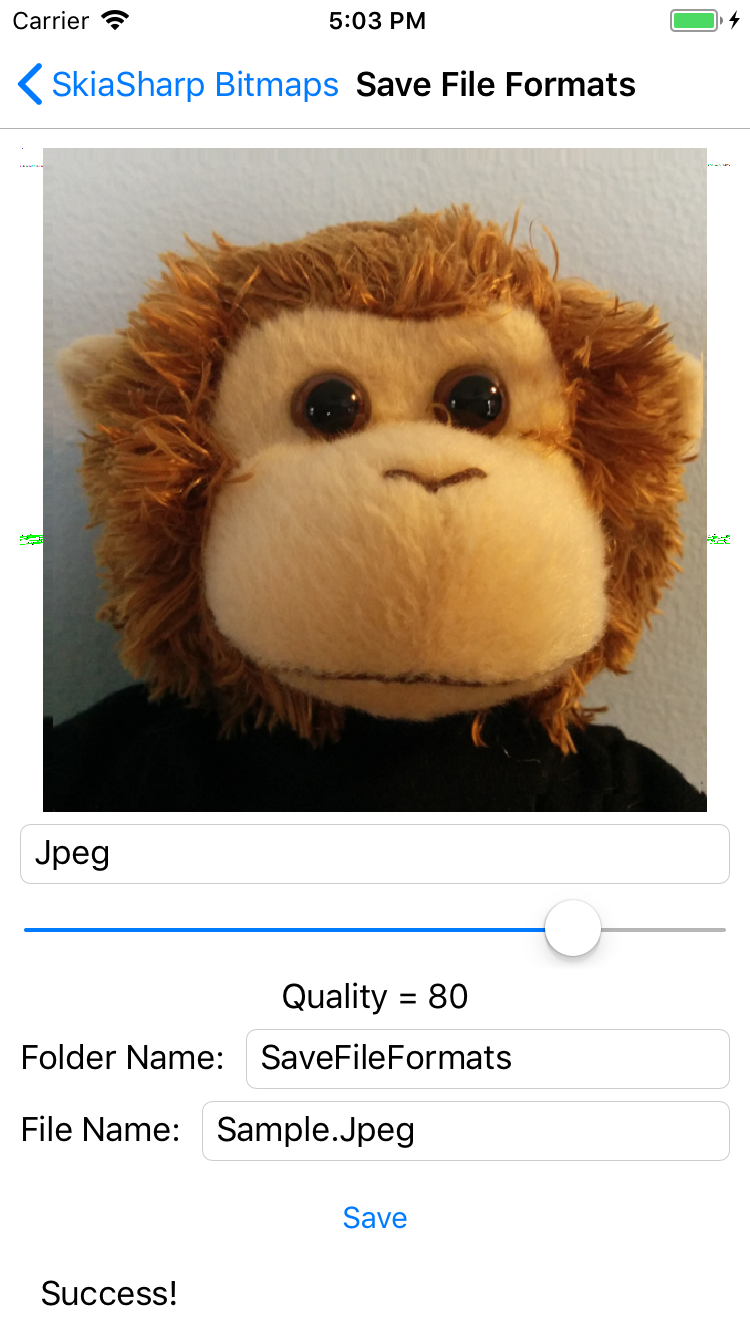 Carrier 5:03 PM
SkiaSharp Bitmaps Save File Formats
Jpeg
Quality = 80
Folder Name: SaveFileFormats
File Name: Sample.Jpeg
Save
Success!